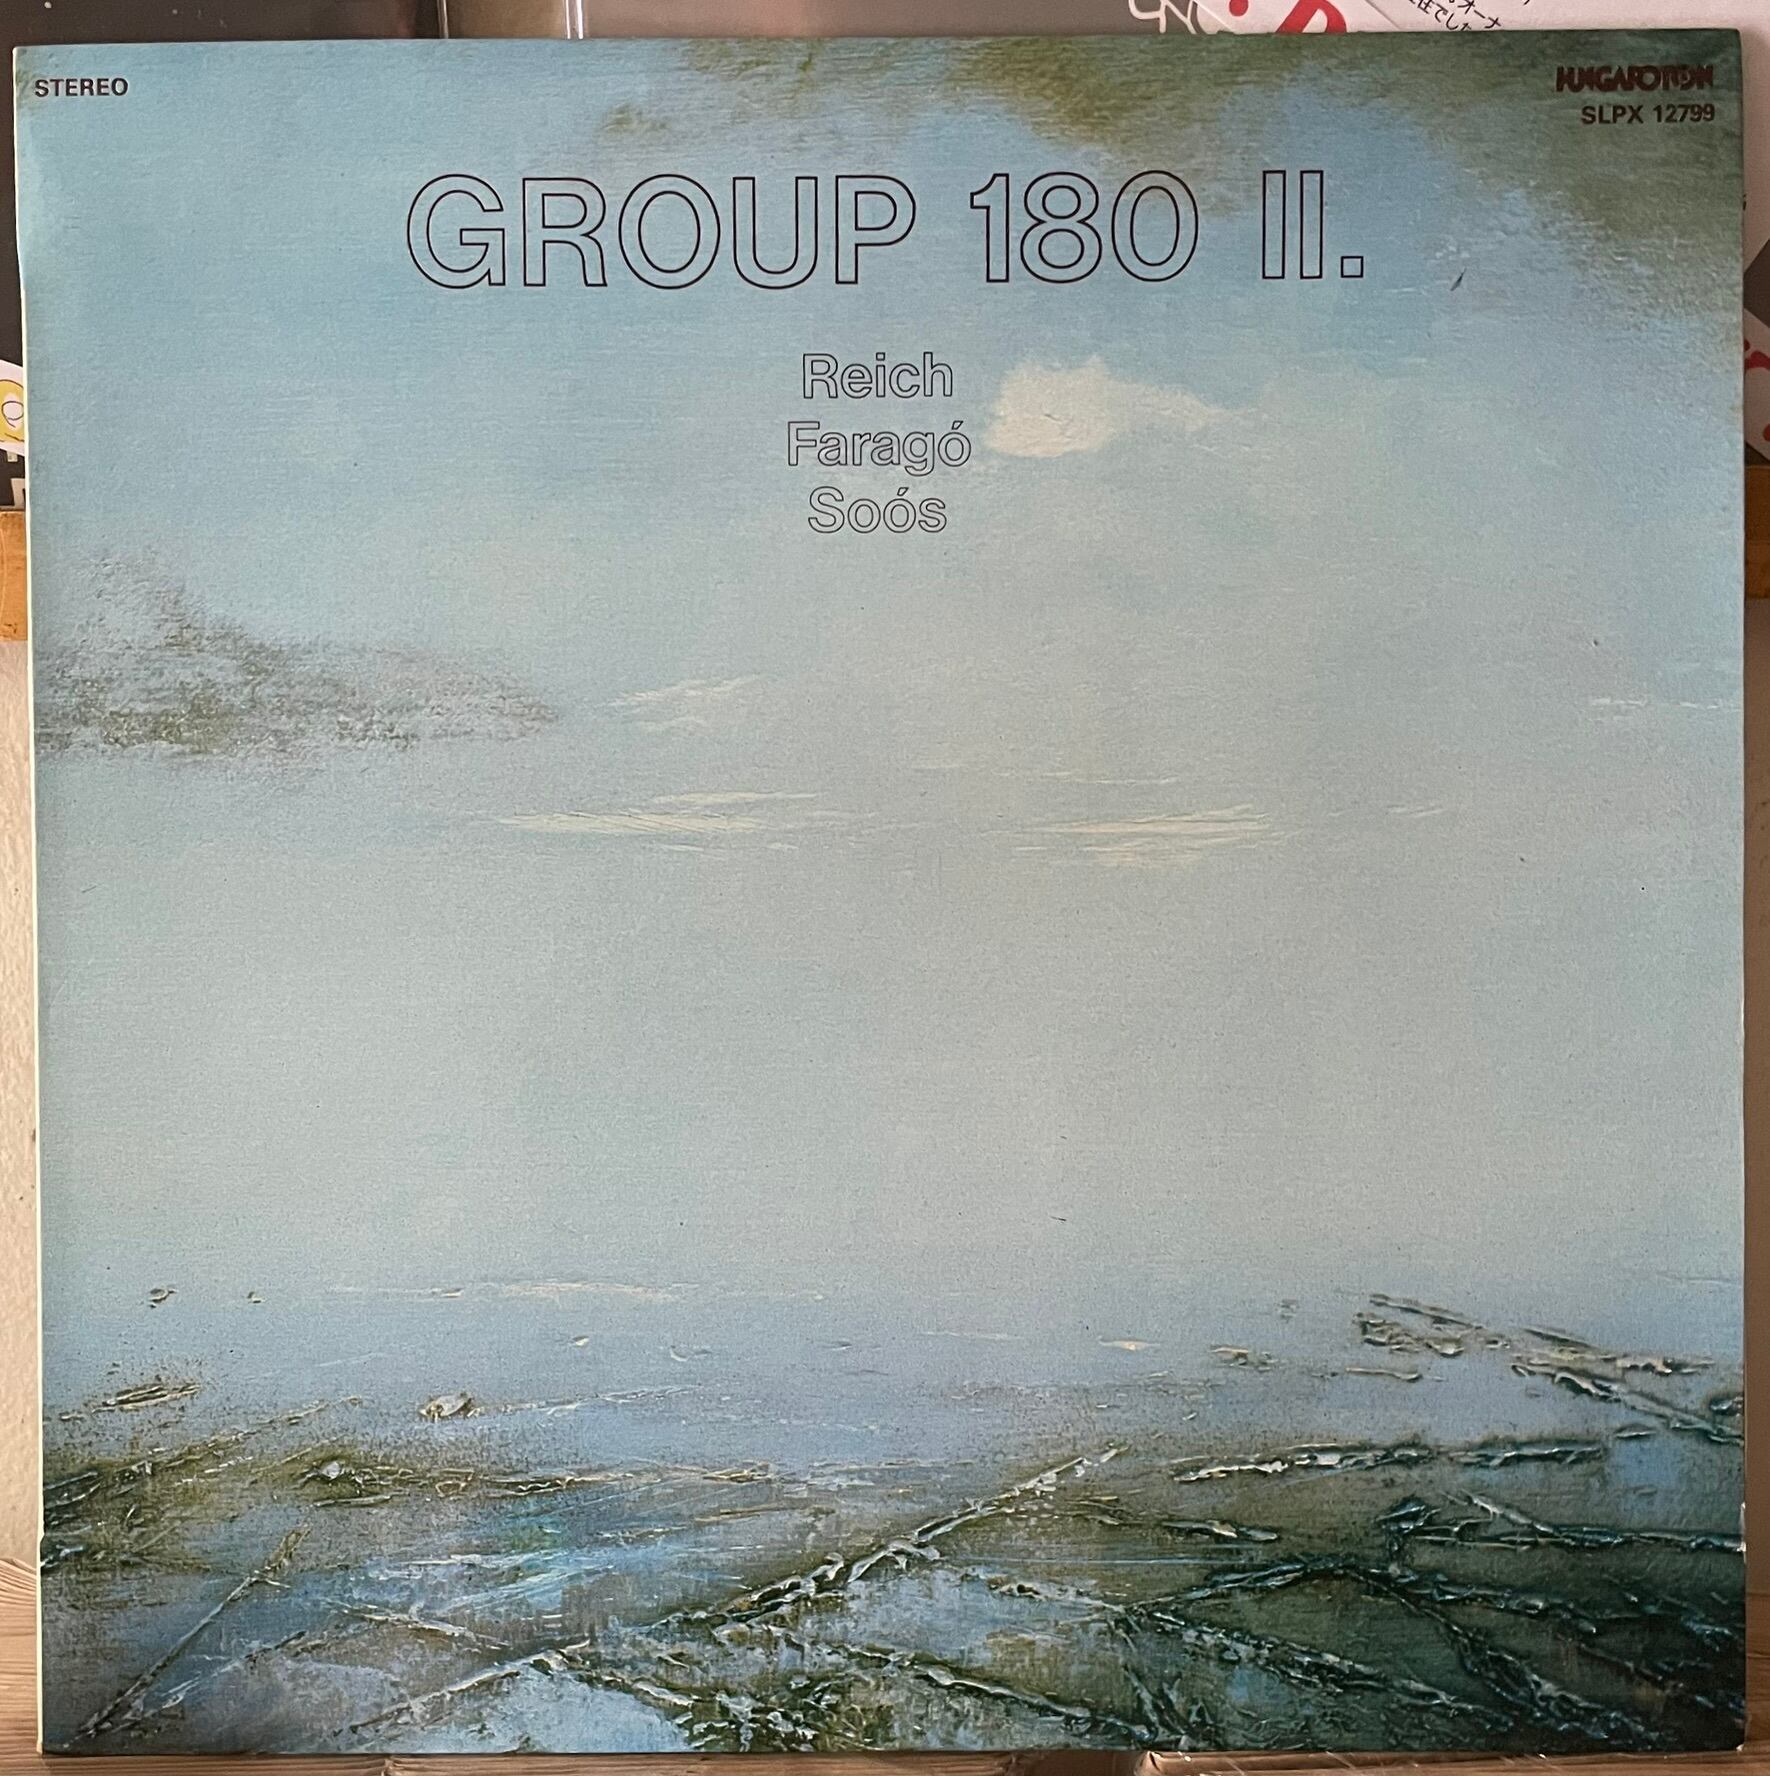 STEREO
HUNGAROTON
SLPX 12799
GROUP 180 II.
Reich
Faragó
Soós